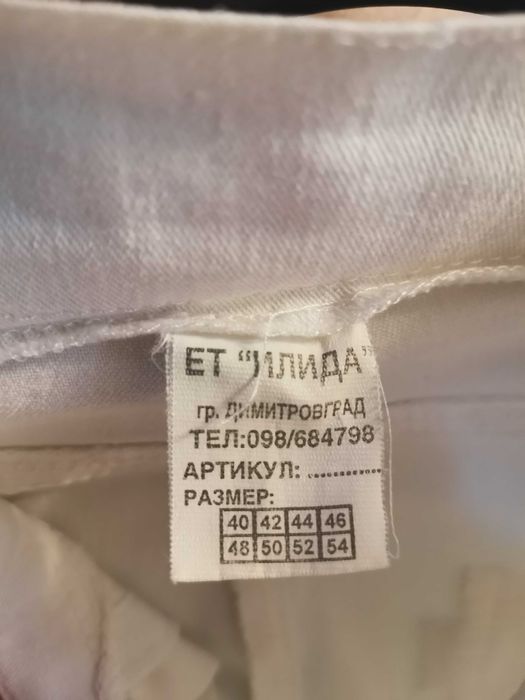 ЕТ "ИЛИДА"
гр. ДИМИТРОВГРАД
ТЕЛ:098/684798
АРТИКУЛ: ............
РАЗМЕР:
40 42 44 46
48 50 52 54